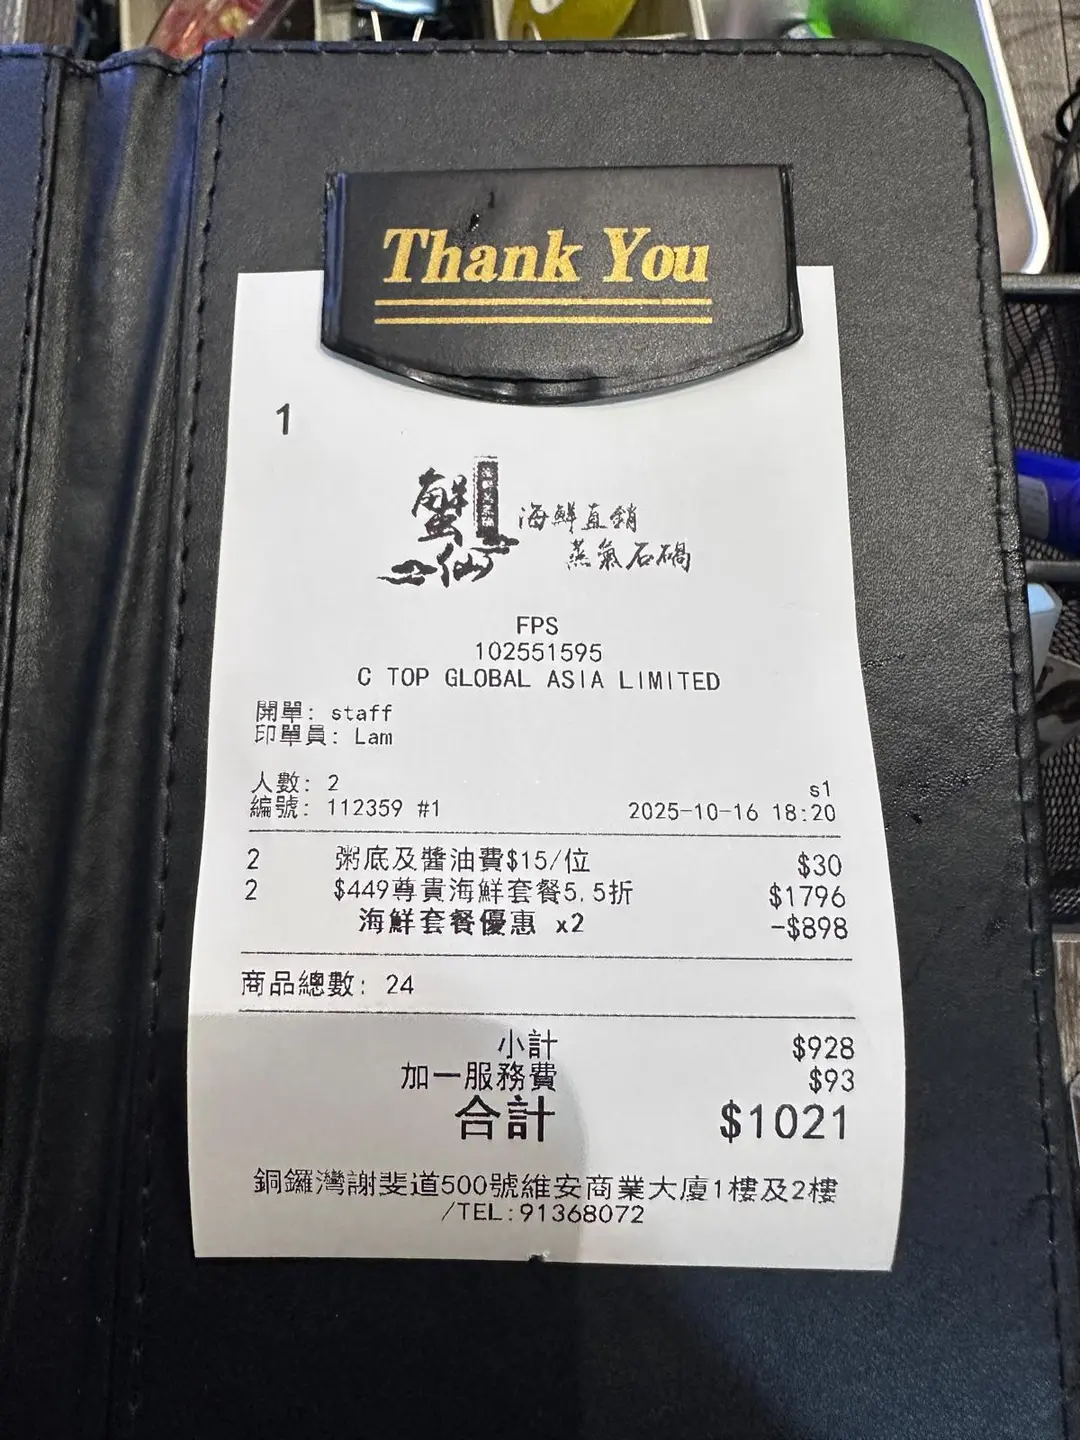 Thank You
1
蟹仙
海鮮直銷
蒸氣石鍋
FPS
102551595
C TOP GLOBAL ASIA LIMITED
開單: staff
印單員: Lam
人數: 2 s1
編號: 112359 #1 2025-10-16 18:20
2 粥底及醬油費$15/位 $30
2 $449尊貴海鮮套餐5.5折 $1796
海鮮套餐優惠 x2 -$898
商品總數: 24
小計 $928
加一服務費 $93
合計 $1021
銅鑼灣謝斐道500號維安商業大廈1樓及2樓
/TEL:91368072